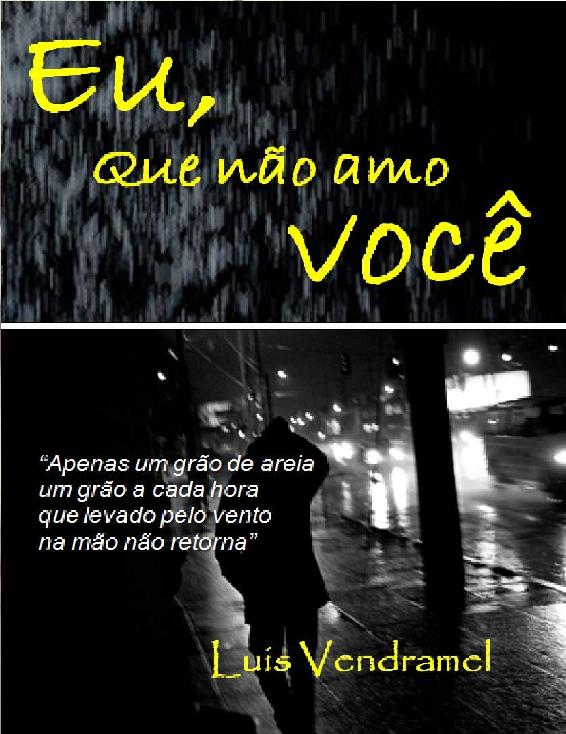 Eu,
Que não amo
você
“Apenas um grão de areia
um grão a cada hora
que levado pelo vento
na mão não retorna”
Luís Vendramel